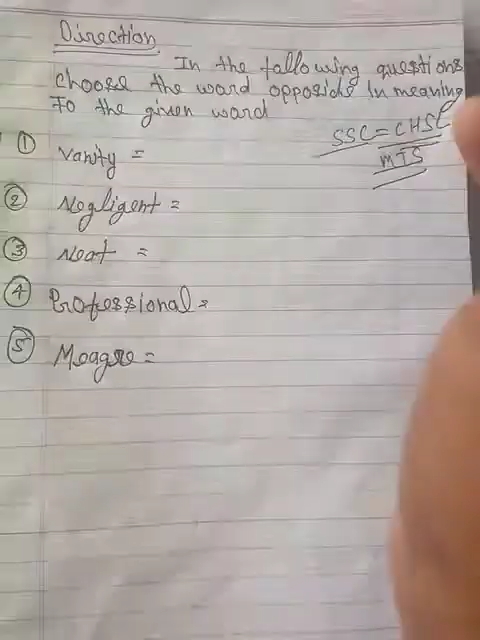 Direction
In the following questions
choose the word opposide in meaning
To the given word
SSC = CHSL
MTS
① Vanity =
② Negligent =
③ Neat =
④ Professional =
⑤ Meagre =